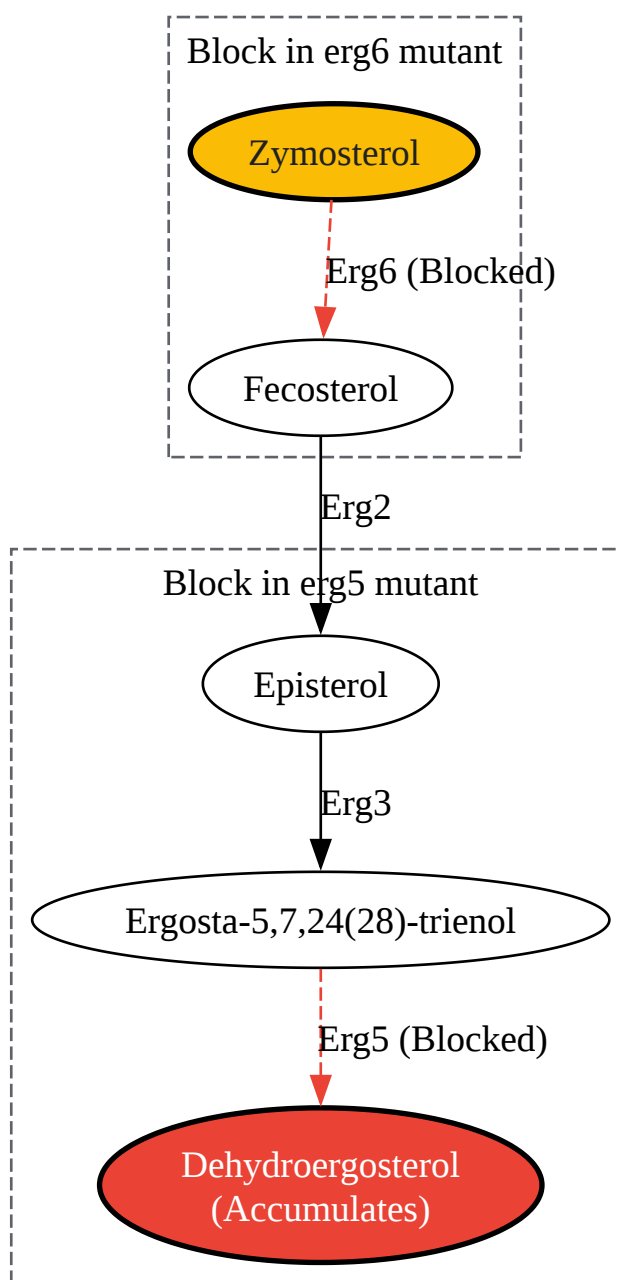 Block in erg6 mutant
Zymosterol
Erg6 (Blocked)
Fecosterol
Erg2
Block in erg5 mutant
Episterol
Erg3
Ergosta-5,7,24(28)-trienol
Erg5 (Blocked)
Dehydroergosterol
(Accumulates)